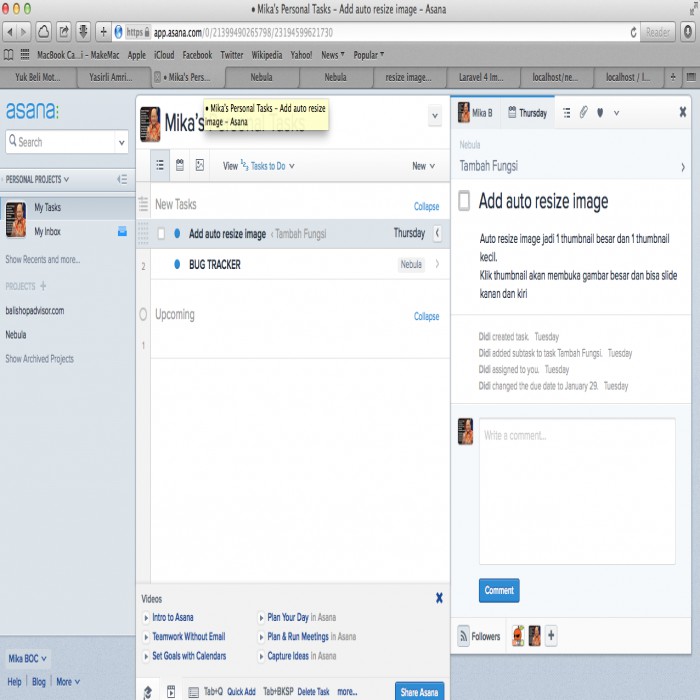 • Mika's Personal Tasks – Add auto resize image – Asana
https app.asana.com/0/21399490265798/23194599621730
Reader
MacBook Ca...i - MakeMac Apple iCloud Facebook Twitter Wikipedia Yahoo! News Popular
Yuk Beli Mot... Yasirli Amri... • Mika's Pers... Nebula Nebula resize image... Laravel 4 Im... localhost/ne... localhost / l...
• Mika's Personal Tasks – Add auto resize
image – Asana
asana
Search
PERSONAL PROJECTS
My Tasks
My Inbox
Show Recents and more...
PROJECTS +
balishopadvisor.com
Nebula
Show Archived Projects
Mika BOC
Help | Blog | More
Mika's Personal Tasks
View Tasks to Do
New
New Tasks
Collapse
Add auto resize image ‹ Tambah Fungsi Thursday
2 BUG TRACKER Nebula
Upcoming
Collapse
1
Videos
Intro to Asana
Teamwork Without Email
Set Goals with Calendars
Plan Your Day in Asana
Plan & Run Meetings in Asana
Capture Ideas in Asana
Tab+Q Quick Add Tab+BKSP Delete Task more...
Share Asana
Mika B Thursday
Nebula
Tambah Fungsi
Add auto resize image
Auto resize image jadi 1 thumbnail besar dan 1 thumbnail
kecil.
Klik thumbnail akan membuka gambar besar dan bisa slide
kanan dan kiri
Didi created task. Tuesday
Didi added subtask to task Tambah Fungsi. Tuesday
Didi assigned to you. Tuesday
Didi changed the due date to January 29. Tuesday
Write a comment...
Comment
Followers